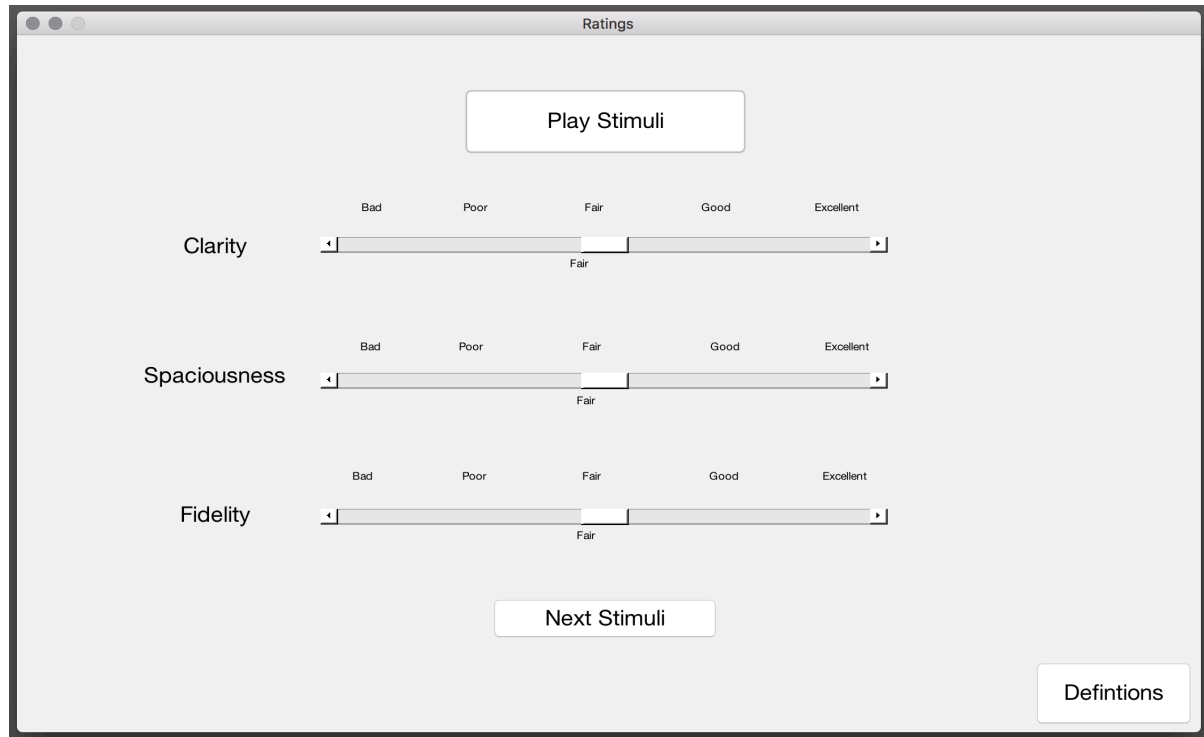 Ratings
Play Stimuli
Bad Poor Fair Good Excellent
Clarity
Fair
Bad Poor Fair Good Excellent
Spaciousness
Fair
Bad Poor Fair Good Excellent
Fidelity
Fair
Next Stimuli
Defintions